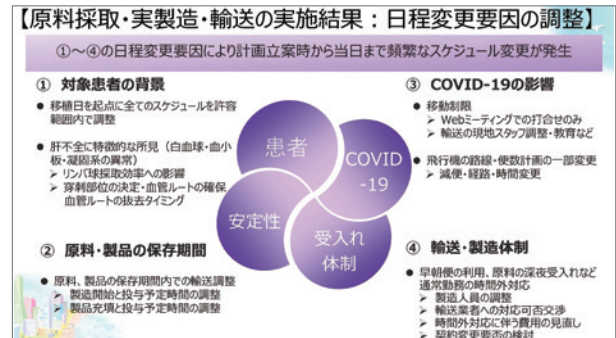 【原料採取・実製造・輸送の実施結果：日程変更要因の調整】
①～④の日程変更要因により計画立案時から当日まで頻繁なスケジュール変更が発生
① 対象患者の背景
● 移植日を起点に全てのスケジュールを許容
範囲内で調整
● 肝不全に特徴的な所見（白血球・血小
板・凝固系の異常）
➢ リンパ球採取効率への影響
➢ 穿刺部位の決定・血管ルートの確保
血管ルートの抜去タイミング
② 原料・製品の保存期間
● 原料、製品の保存期間内での輸送調整
➢ 製造開始と投与予定時間の調整
➢ 製品充填と投与予定時間の調整
患者
COVID
-19
安定性
受入れ
体制
③ COVID-19の影響
● 移動制限
➢ Webミーティングでの打合せのみ
➢ 輸送の現地スタッフ調整・教育など
● 飛行機の路線・便数計画の一部変更
➢ 減便・経路・時間変更
④ 輸送・製造体制
● 早朝便の利用、原料の深夜受入れなど
通常勤務の時間外対応
➢ 製造人員の調整
➢ 輸送業者への対応可否交渉
➢ 時間外対応に伴う費用の見直し
➢ 契約変更要否の検討